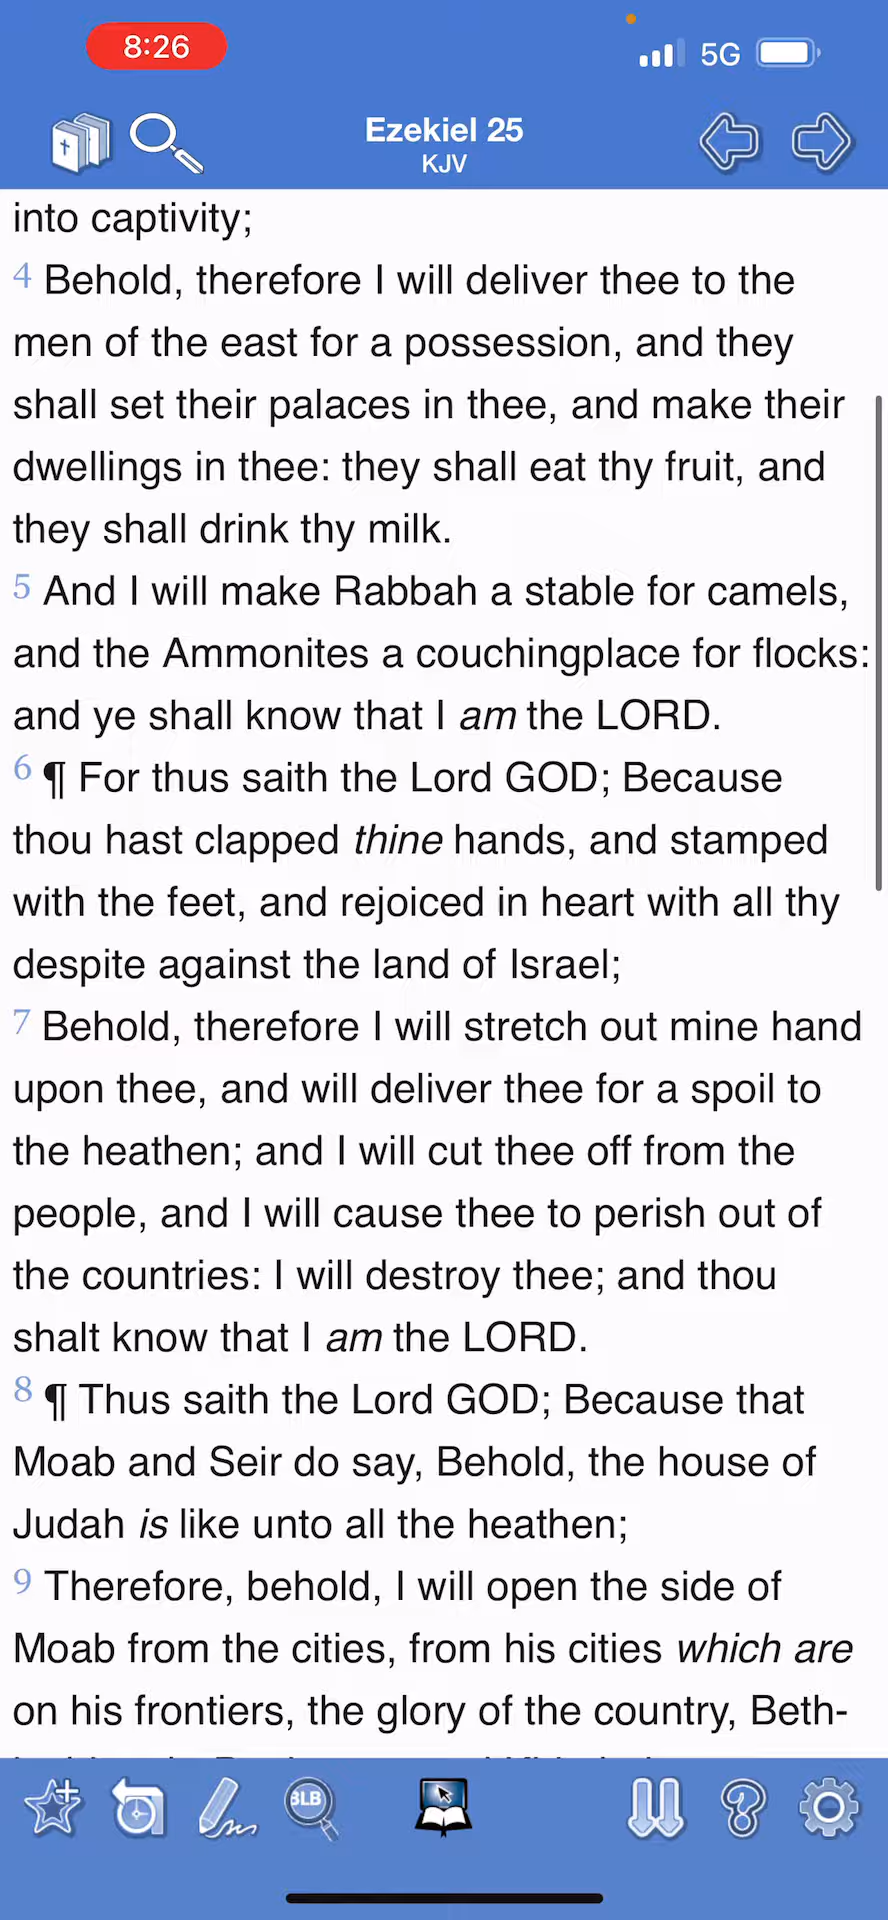 8:26
5G
Ezekiel 25
KJV
into captivity;
4 Behold, therefore I will deliver thee to the
men of the east for a possession, and they
shall set their palaces in thee, and make their
dwellings in thee: they shall eat thy fruit, and
they shall drink thy milk.
5 And I will make Rabbah a stable for camels,
and the Ammonites a couchingplace for flocks:
and ye shall know that I am the LORD.
6 ¶ For thus saith the Lord GOD; Because
thou hast clapped thine hands, and stamped
with the feet, and rejoiced in heart with all thy
despite against the land of Israel;
7 Behold, therefore I will stretch out mine hand
upon thee, and will deliver thee for a spoil to
the heathen; and I will cut thee off from the
people, and I will cause thee to perish out of
the countries: I will destroy thee; and thou
shalt know that I am the LORD.
8 ¶ Thus saith the Lord GOD; Because that
Moab and Seir do say, Behold, the house of
Judah is like unto all the heathen;
9 Therefore, behold, I will open the side of
Moab from the cities, from his cities which are
on his frontiers, the glory of the country, Beth-
BLB